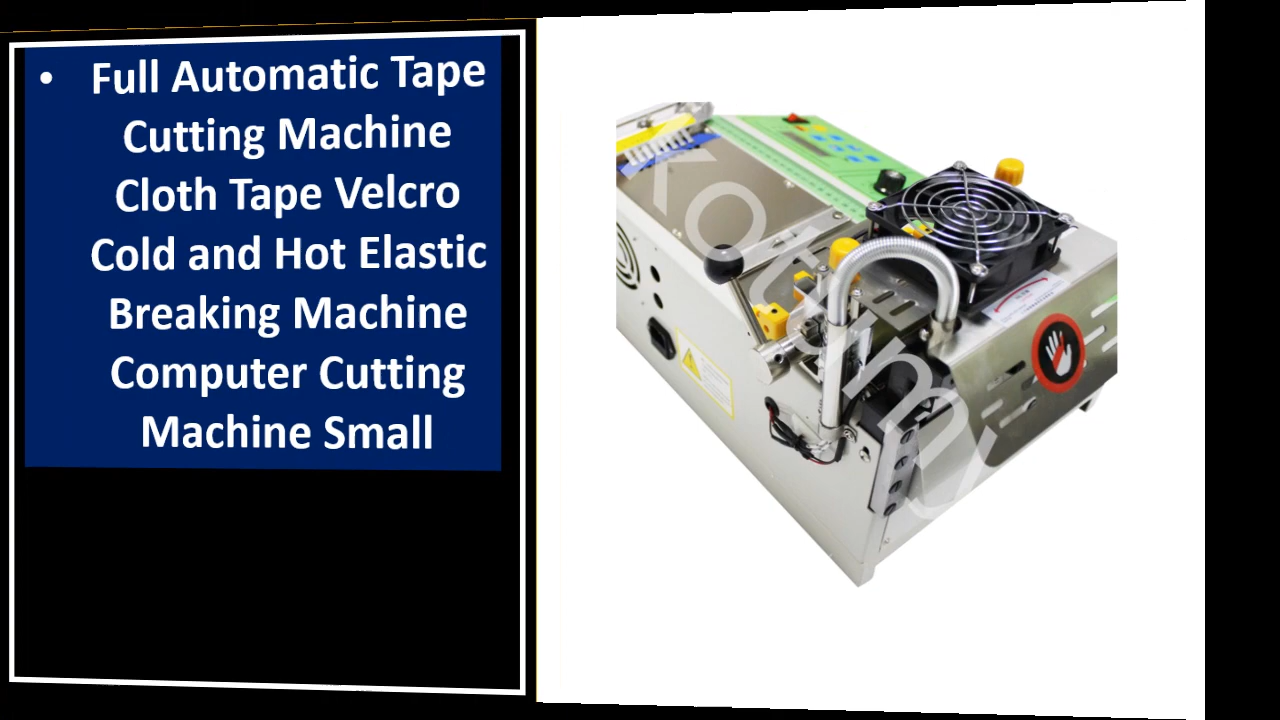 • Full Automatic Tape
Cutting Machine
Cloth Tape Velcro
Cold and Hot Elastic
Breaking Machine
Computer Cutting
Machine Small